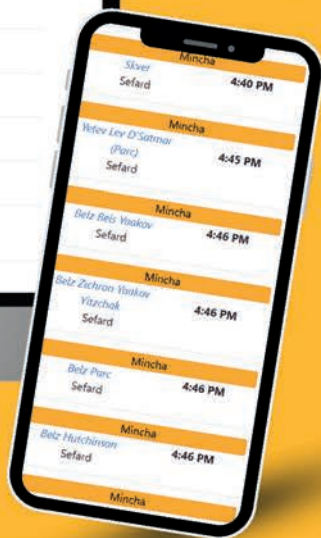 Mincha
Skver
4:40 PM
Sefard
Mincha
Yetev Lev D'Satmar
(Parc)
4:45 PM
Sefard
Mincha
Belz Beis Yaakov
4:46 PM
Sefard
Mincha
Belz Zichron Yaakov
Yitzchak
4:46 PM
Sefard
Mincha
Belz Parc
4:46 PM
Sefard
Mincha
Belz Hutchinson
4:46 PM
Sefard
Mincha